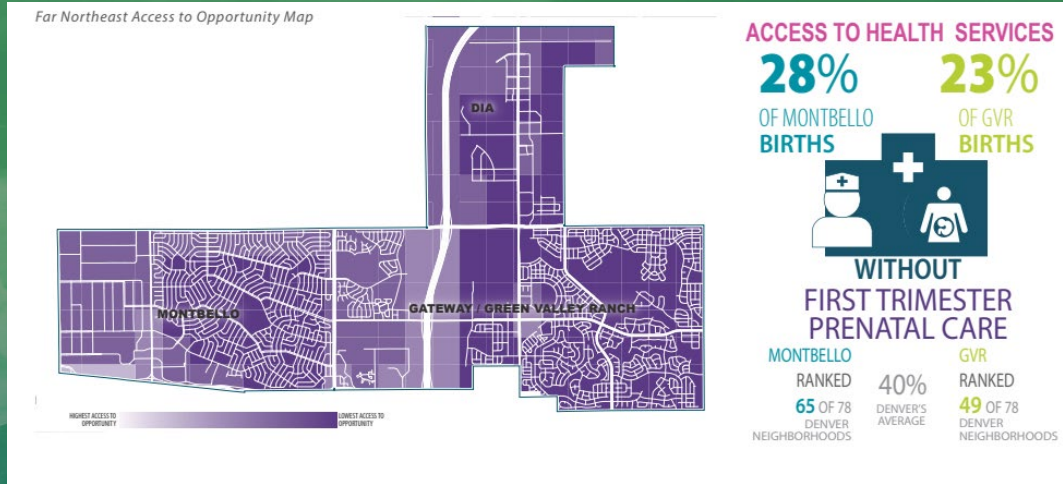 Far Northeast Access to Opportunity Map
DIA
MONTBELLO
GATEWAY / GREEN VALLEY RANCH
HIGHEST ACCESS TO
OPPORTUNITY
LOWEST ACCESS TO
OPPORTUNITY
ACCESS TO HEALTH SERVICES
28%
OF MONTBELLO
BIRTHS
23%
OF GVR
BIRTHS
WITHOUT
FIRST TRIMESTER
PRENATAL CARE
MONTBELLO
RANKED
65 OF 78
DENVER
NEIGHBORHOODS
40%
DENVER'S
AVERAGE
GVR
RANKED
49 OF 78
DENVER
NEIGHBORHOODS